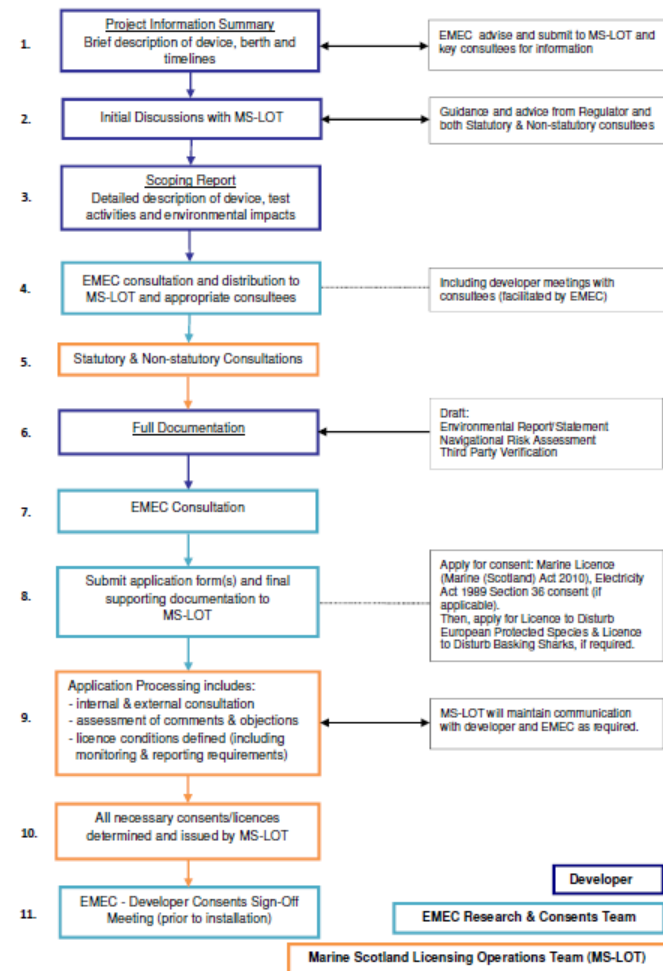 Project Information Summary
1.
Brief description of device, berth and
timelines
EMEC advise and submit to MS-LOT and
key consultees for information
2.
Initial Discussions with MS-LOT
Guidance and advice from Regulator and
both Statutory & Non-statutory consultees
Scoping Report
3.
Detailed description of device, test
activities and environmental impacts
4.
EMEC consultation and distribution to
MS-LOT and appropriate consultees
Including developer meetings with
consultees (facilitated by EMEC)
5.
Statutory & Non-statutory Consultations
6.
Full Documentation
Draft:
Environmental Report/Statement
Navigational Risk Assessment
Third Party Verification
7.
EMEC Consultation
8.
Submit application form(s) and final
supporting documentation to
MS-LOT
Apply for consent: Marine Licence
(Marine (Scotland) Act 2010), Electricity
Act 1989 Section 36 consent (if
applicable).
Then, apply for Licence to Disturb
European Protected Species & Licence
to Disturb Basking Sharks, if required.
9.
Application Processing includes:
- internal & external consultation
- assessment of comments & objections
- licence conditions defined (including
monitoring & reporting requirements)
MS-LOT will maintain communication
with developer and EMEC as required.
10.
All necessary consents/licences
determined and issued by MS-LOT
11.
EMEC - Developer Consents Sign-Off
Meeting (prior to installation)
Developer
EMEC Research & Consents Team
Marine Scotland Licensing Operations Team (MS-LOT)